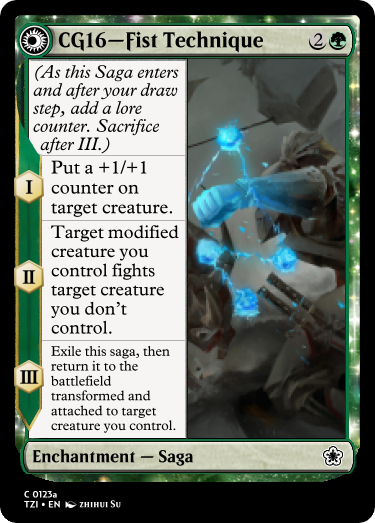 CG16—Fist Technique 2
(As this Saga enters
and after your draw
step, add a lore
counter. Sacrifice
after III.)
I
Put a +1/+1
counter on
target creature.
II
Target modified
creature you
control fights
target creature
you don't
control.
III
Exile this saga, then
return it to the
battlefield
transformed and
attached to target
creature you control.
Enchantment — Saga
C 0123a
TZI • EN Zhihui Su